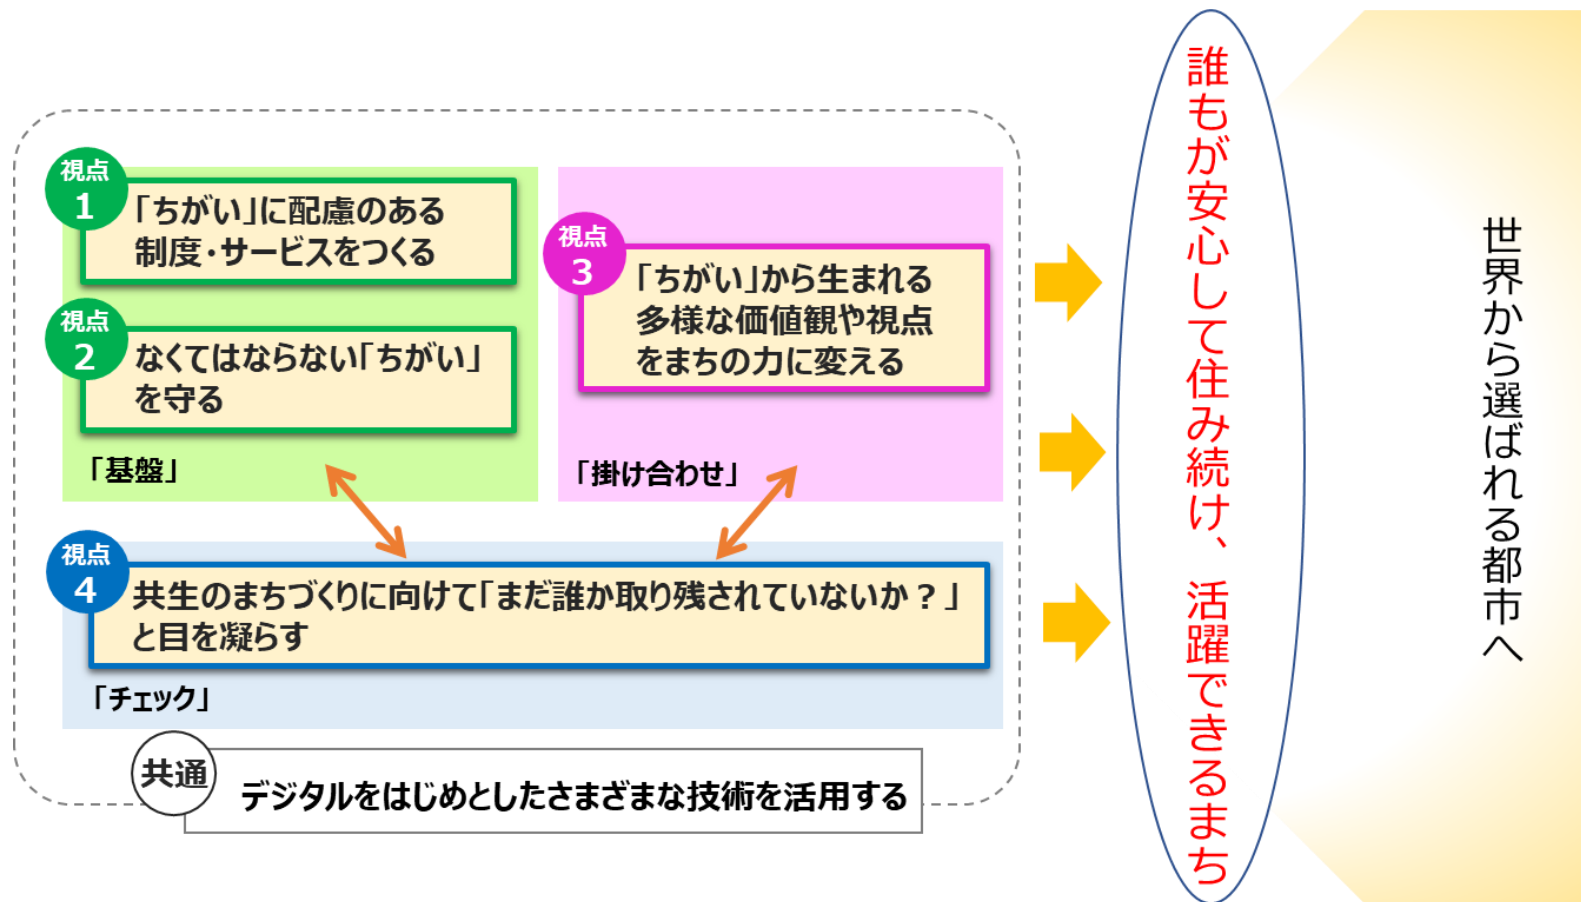 視点
1
「ちがい」に配慮のある
制度・サービスをつくる
視点
2
なくてはならない「ちがい」
を守る
「基盤」
視点
3
「ちがい」から生まれる
多様な価値観や視点
をまちの力に変える
「掛け合わせ」
視点
4
共生のまちづくりに向けて「まだ誰か取り残されていないか？」
と目を凝らす
「チェック」
共通
デジタルをはじめとしたさまざまな技術を活用する
誰もが安心して住み続け、活躍できるまち
世界から選ばれる都市へ